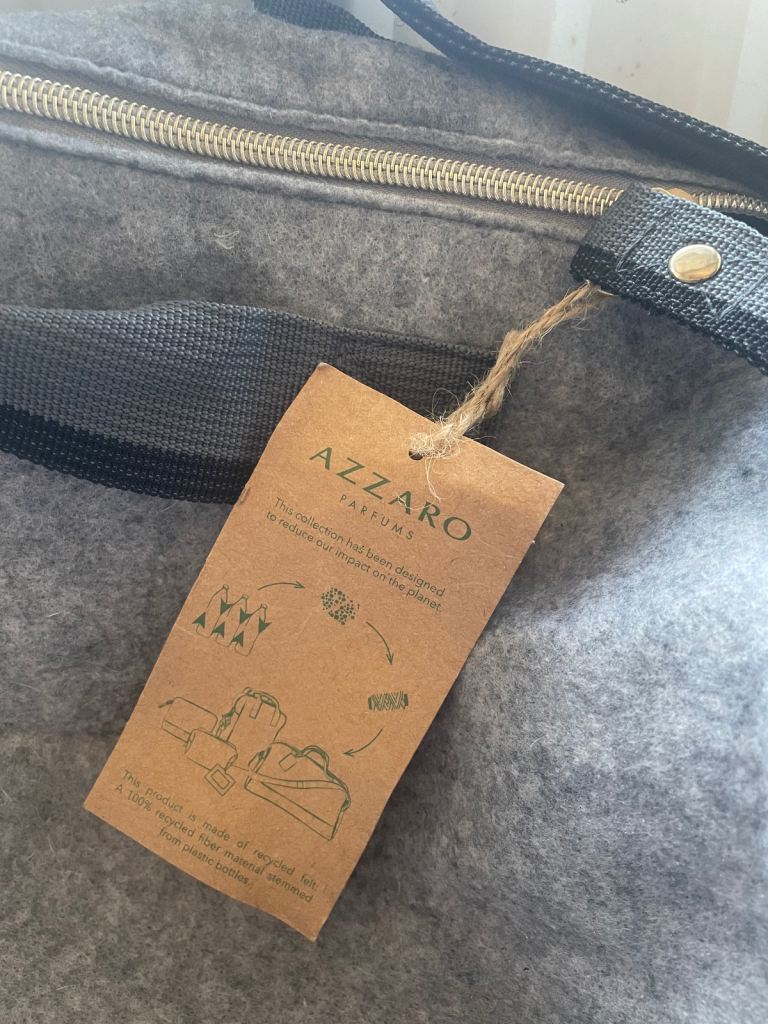 AZZARO
PARFUMS
This collection has been designed
to reduce our impact on the planet.
This product is made of recycled felt.
A 100% recycled fiber material stemmed
from plastic bottles.